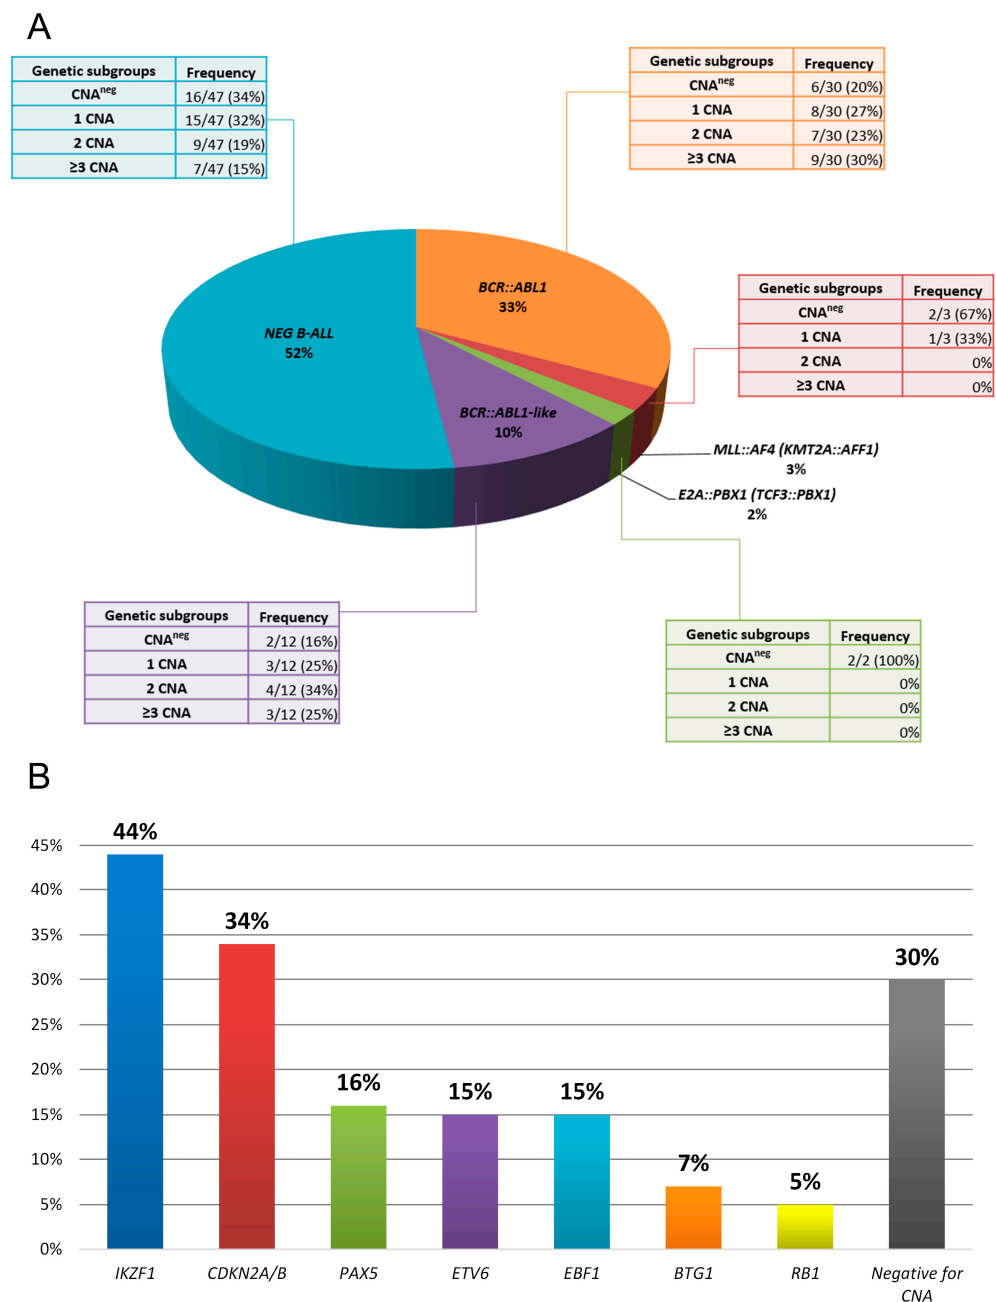 A
Genetic subgroups Frequency
CNAneg 16/47 (34%)
1 CNA 15/47 (32%)
2 CNA 9/47 (19%)
≥3 CNA 7/47 (15%)
Genetic subgroups Frequency
CNAneg 6/30 (20%)
1 CNA 8/30 (27%)
2 CNA 7/30 (23%)
≥3 CNA 9/30 (30%)
BCR::ABL1
33%
NEG B-ALL
52%
BCR::ABL1-like
10%
Genetic subgroups Frequency
CNAneg 2/3 (67%)
1 CNA 1/3 (33%)
2 CNA 0%
≥3 CNA 0%
MLL::AF4 (KMT2A::AFF1)
3%
E2A::PBX1 (TCF3::PBX1)
2%
Genetic subgroups Frequency
CNAneg 2/12 (16%)
1 CNA 3/12 (25%)
2 CNA 4/12 (34%)
≥3 CNA 3/12 (25%)
Genetic subgroups Frequency
CNAneg 2/2 (100%)
1 CNA 0%
2 CNA 0%
≥3 CNA 0%
B
45%
40%
35%
30%
25%
20%
15%
10%
5%
0%
44%
34%
16%
15%
15%
7%
5%
30%
IKZF1 CDKN2A/B PAX5 ETV6 EBF1 BTG1 RB1 Negative for
CNA